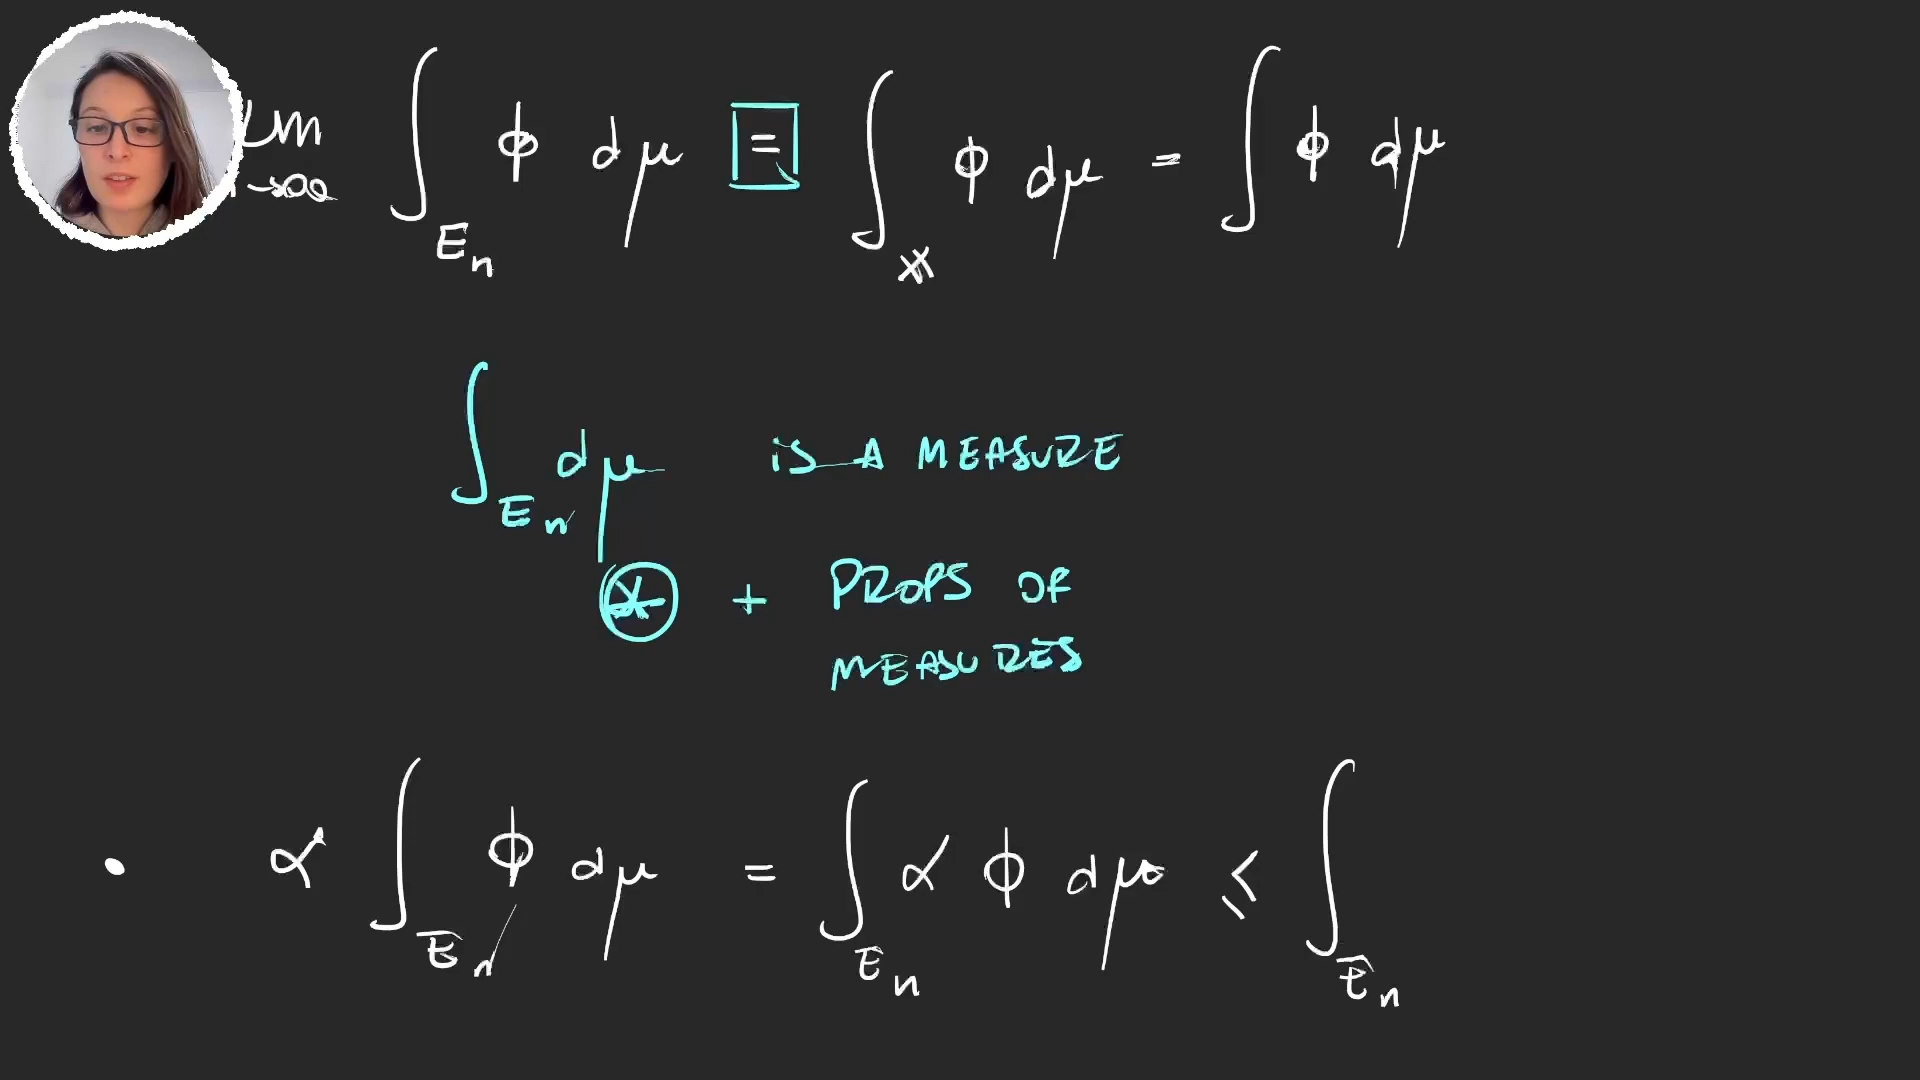 lim n→∞ ∫_{E_n} ϕ dμ = ∫_X ϕ dμ = ∫ ϕ dμ
∫_{E_n} dμ is A MEASURE
* + PROPS OF
MEASURES
• α ∫_{E_n} ϕ dμ = ∫_{E_n} α ϕ dμ ≤ ∫_{E_n}